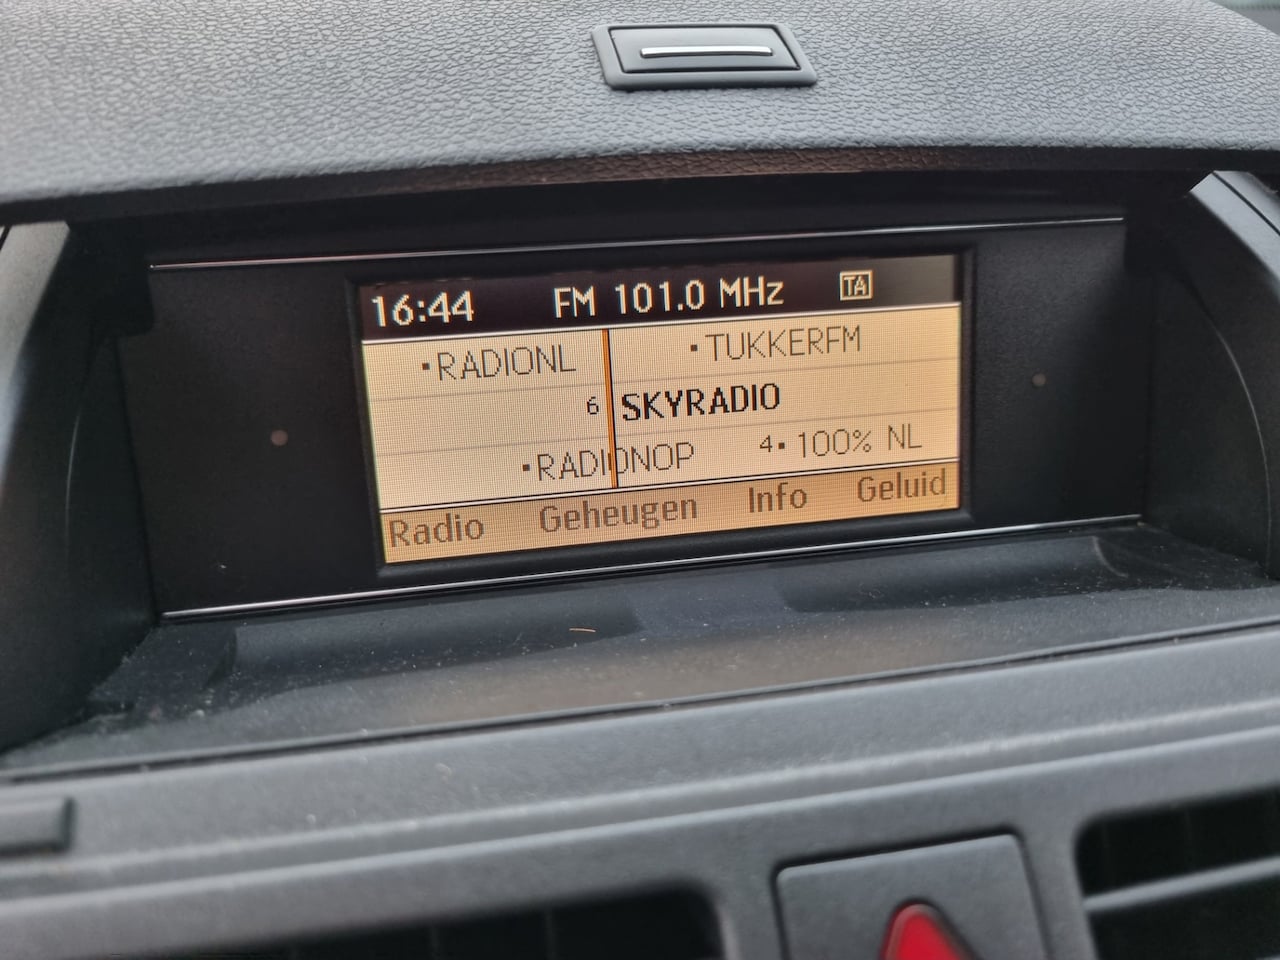 16:44 FM 101.0 MHz TA
▪RADIONL ▪TUKKERFM
6 SKYRADIO
▪RADIONOP 4▪100% NL
Radio Geheugen Info Geluid